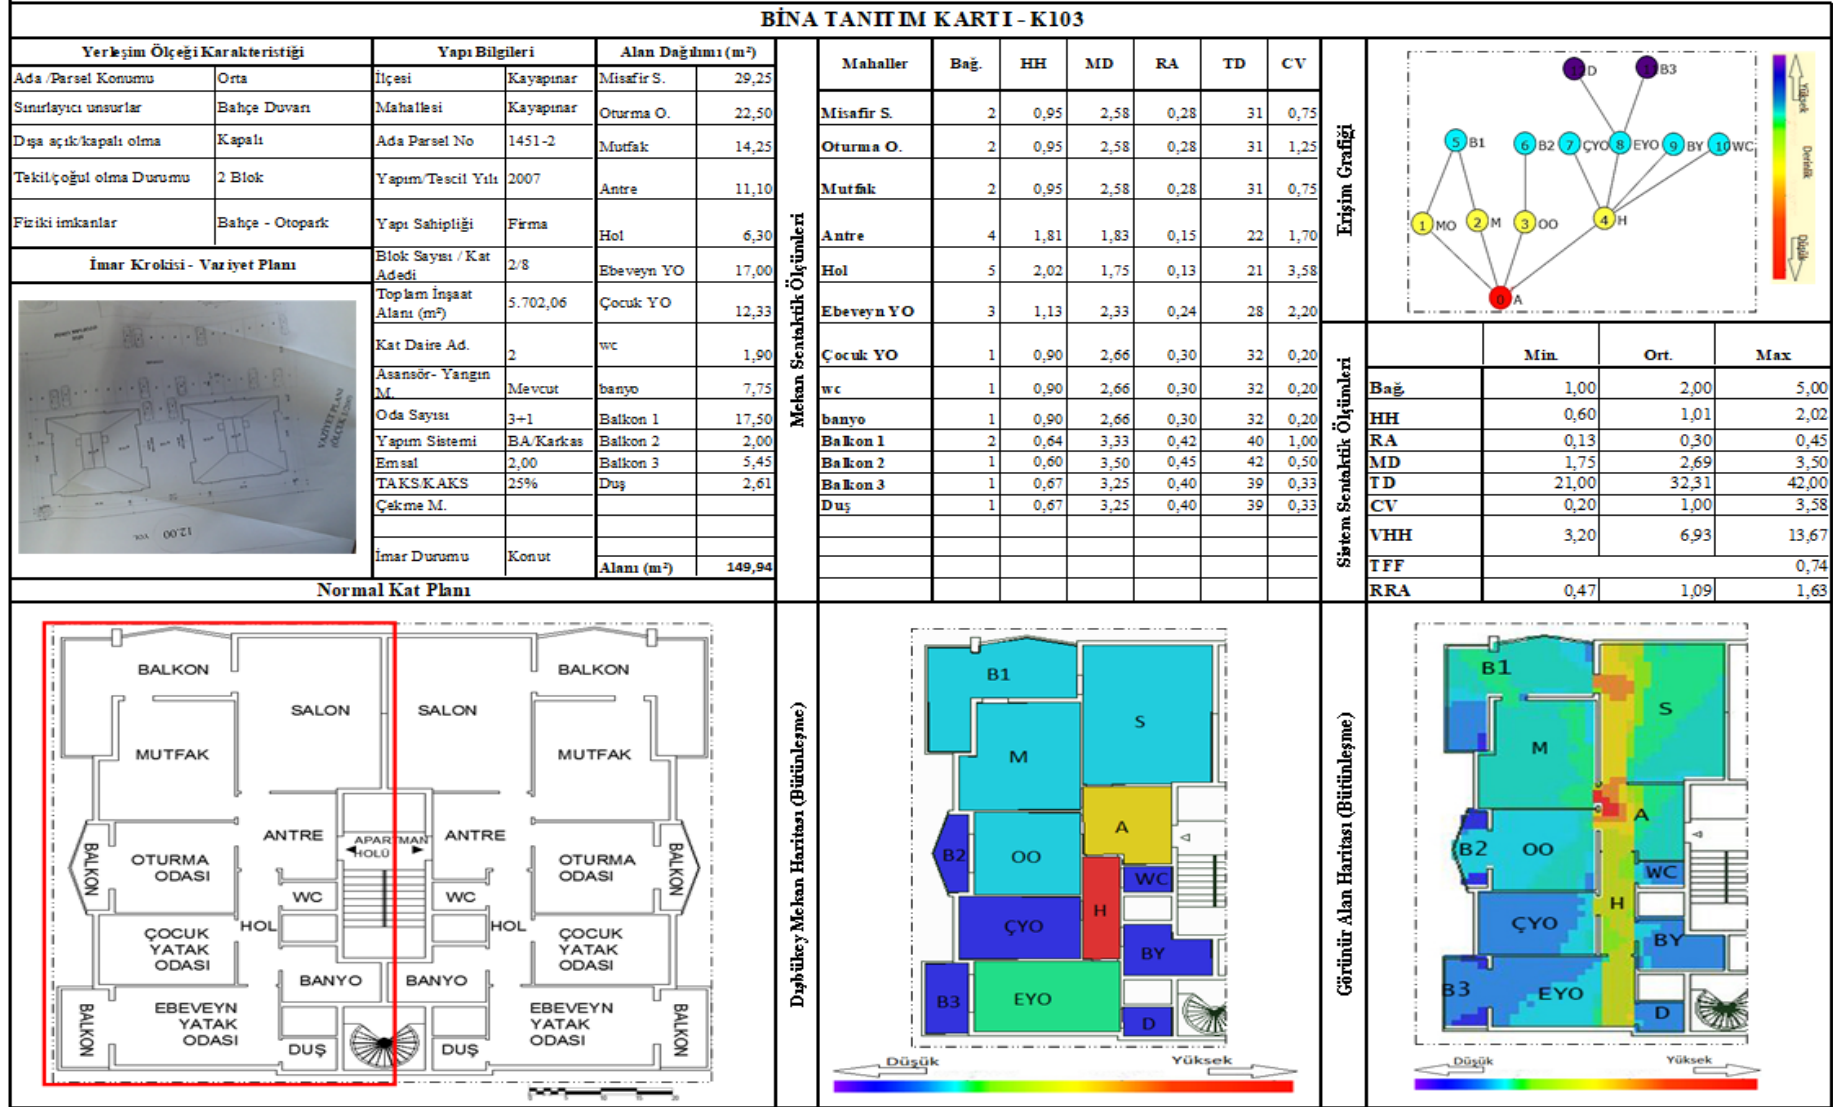 BİNA TANITIM KARTI - K103
Yerleşim Ölçeği Karakteristiği
Ada /Parsel Konumu Orta
Sınırlayıcı unsurlar Bahçe Duvarı
Dışa açık/kapalı olma Kapalı
Tekil/çoğul olma Durumu 2 Blok
Fiziki imkanlar Bahçe - Otopark
İmar Krokisi - Vaziyet Planı
VAZİYET PLANI
YOL 12.00
Yapı Bilgileri
İlçesi Kayapınar
Mahallesi Kayapınar
Ada Parsel No 1451-2
Yapım/Tescil Yılı 2007
Yapı Sahipliği Firma
Blok Sayısı / Kat Adedi 2/8
Toplam İnşaat Alanı (m²) 5.702,06
Kat Daire Ad. 2
Asansör- Yangın M. Mevcut
Oda Sayısı 3+1
Yapım Sistemi BA/Karkas
Emsal 2,00
TAKS/KAKS 25%
Çekme M.
İmar Durumu Konut
Alan Dağılımı (m²)
Misafir S. 29,25
Oturma O. 22,50
Mutfak 14,25
Antre 11,10
Hol 6,30
Ebeveyn YO 17,00
Çocuk YO 12,33
wc 1,90
banyo 7,75
Balkon 1 17,50
Balkon 2 2,00
Balkon 3 5,45
Duş 2,61
Alanı (m²) 149,94
Mekan Sentaktik Ölçümleri
Mahaller Bağ. HH MD RA TD CV
Misafir S. 2 0,95 2,58 0,28 31 0,75
Oturma O. 2 0,95 2,58 0,28 31 1,25
Mutfak 2 0,95 2,58 0,28 31 0,75
Antre 4 1,81 1,83 0,15 22 1,70
Hol 5 2,02 1,75 0,13 21 3,58
Ebeveyn YO 3 1,13 2,33 0,24 28 2,20
Çocuk YO 1 0,90 2,66 0,30 32 0,20
wc 1 0,90 2,66 0,30 32 0,20
banyo 1 0,90 2,66 0,30 32 0,20
Balkon 1 2 0,64 3,33 0,42 40 1,00
Balkon 2 1 0,60 3,50 0,45 42 0,50
Balkon 3 1 0,67 3,25 0,40 39 0,33
Duş 1 0,67 3,25 0,40 39 0,33
Erişim Grafiği
D B3
5 B1 6 B2 7 ÇYO 8 EYO 9 BY 10 WC
1 MO 2 M 3 OO 4 H
0 A
Yüksek
Derinlik
Düşük
Sistem Sentaktik Ölçümleri
Min. Ort. Max
Bağ. 1,00 2,00 5,00
HH 0,60 1,01 2,02
RA 0,13 0,30 0,45
MD 1,75 2,69 3,50
TD 21,00 32,31 42,00
CV 0,20 1,00 3,58
VHH 3,20 6,93 13,67
TFF 0,74
RRA 0,47 1,09 1,63
Normal Kat Planı
BALKON BALKON
SALON SALON
MUTFAK MUTFAK
ANTRE ANTRE
APARTMAN
HOLÜ
BALKON BALKON
OTURMA ODASI OTURMA ODASI
WC WC
HOL HOL
ÇOCUK YATAK ODASI ÇOCUK YATAK ODASI
BANYO BANYO
BALKON BALKON
EBEVEYN YATAK ODASI EBEVEYN YATAK ODASI
DUŞ DUŞ
0 5 10 15 20
Dışbükey Mekan Haritası (Bütünleşme)
B1
S
M
A
B2 OO
WC
H
ÇYO
BY
B3 EYO
D
Düşük Yüksek
Görünür Alan Haritası (Bütünleşme)
B1
S
M
A
B2 OO
WC
H
ÇYO
BY
B3 EYO
D
Düşük Yüksek